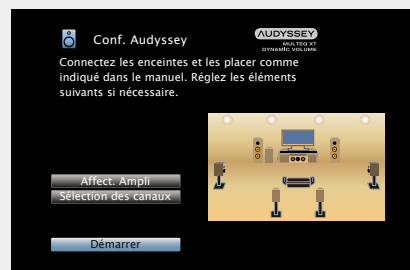 Conf. Audyssey
AUDYSSEY
MULTEQ XT
DYNAMIC VOLUME
Connectez les enceintes et les placer comme
indiqué dans le manuel. Réglez les éléments
suivants si nécessaire.
Affect. Ampli
Sélection des canaux
Démarrer